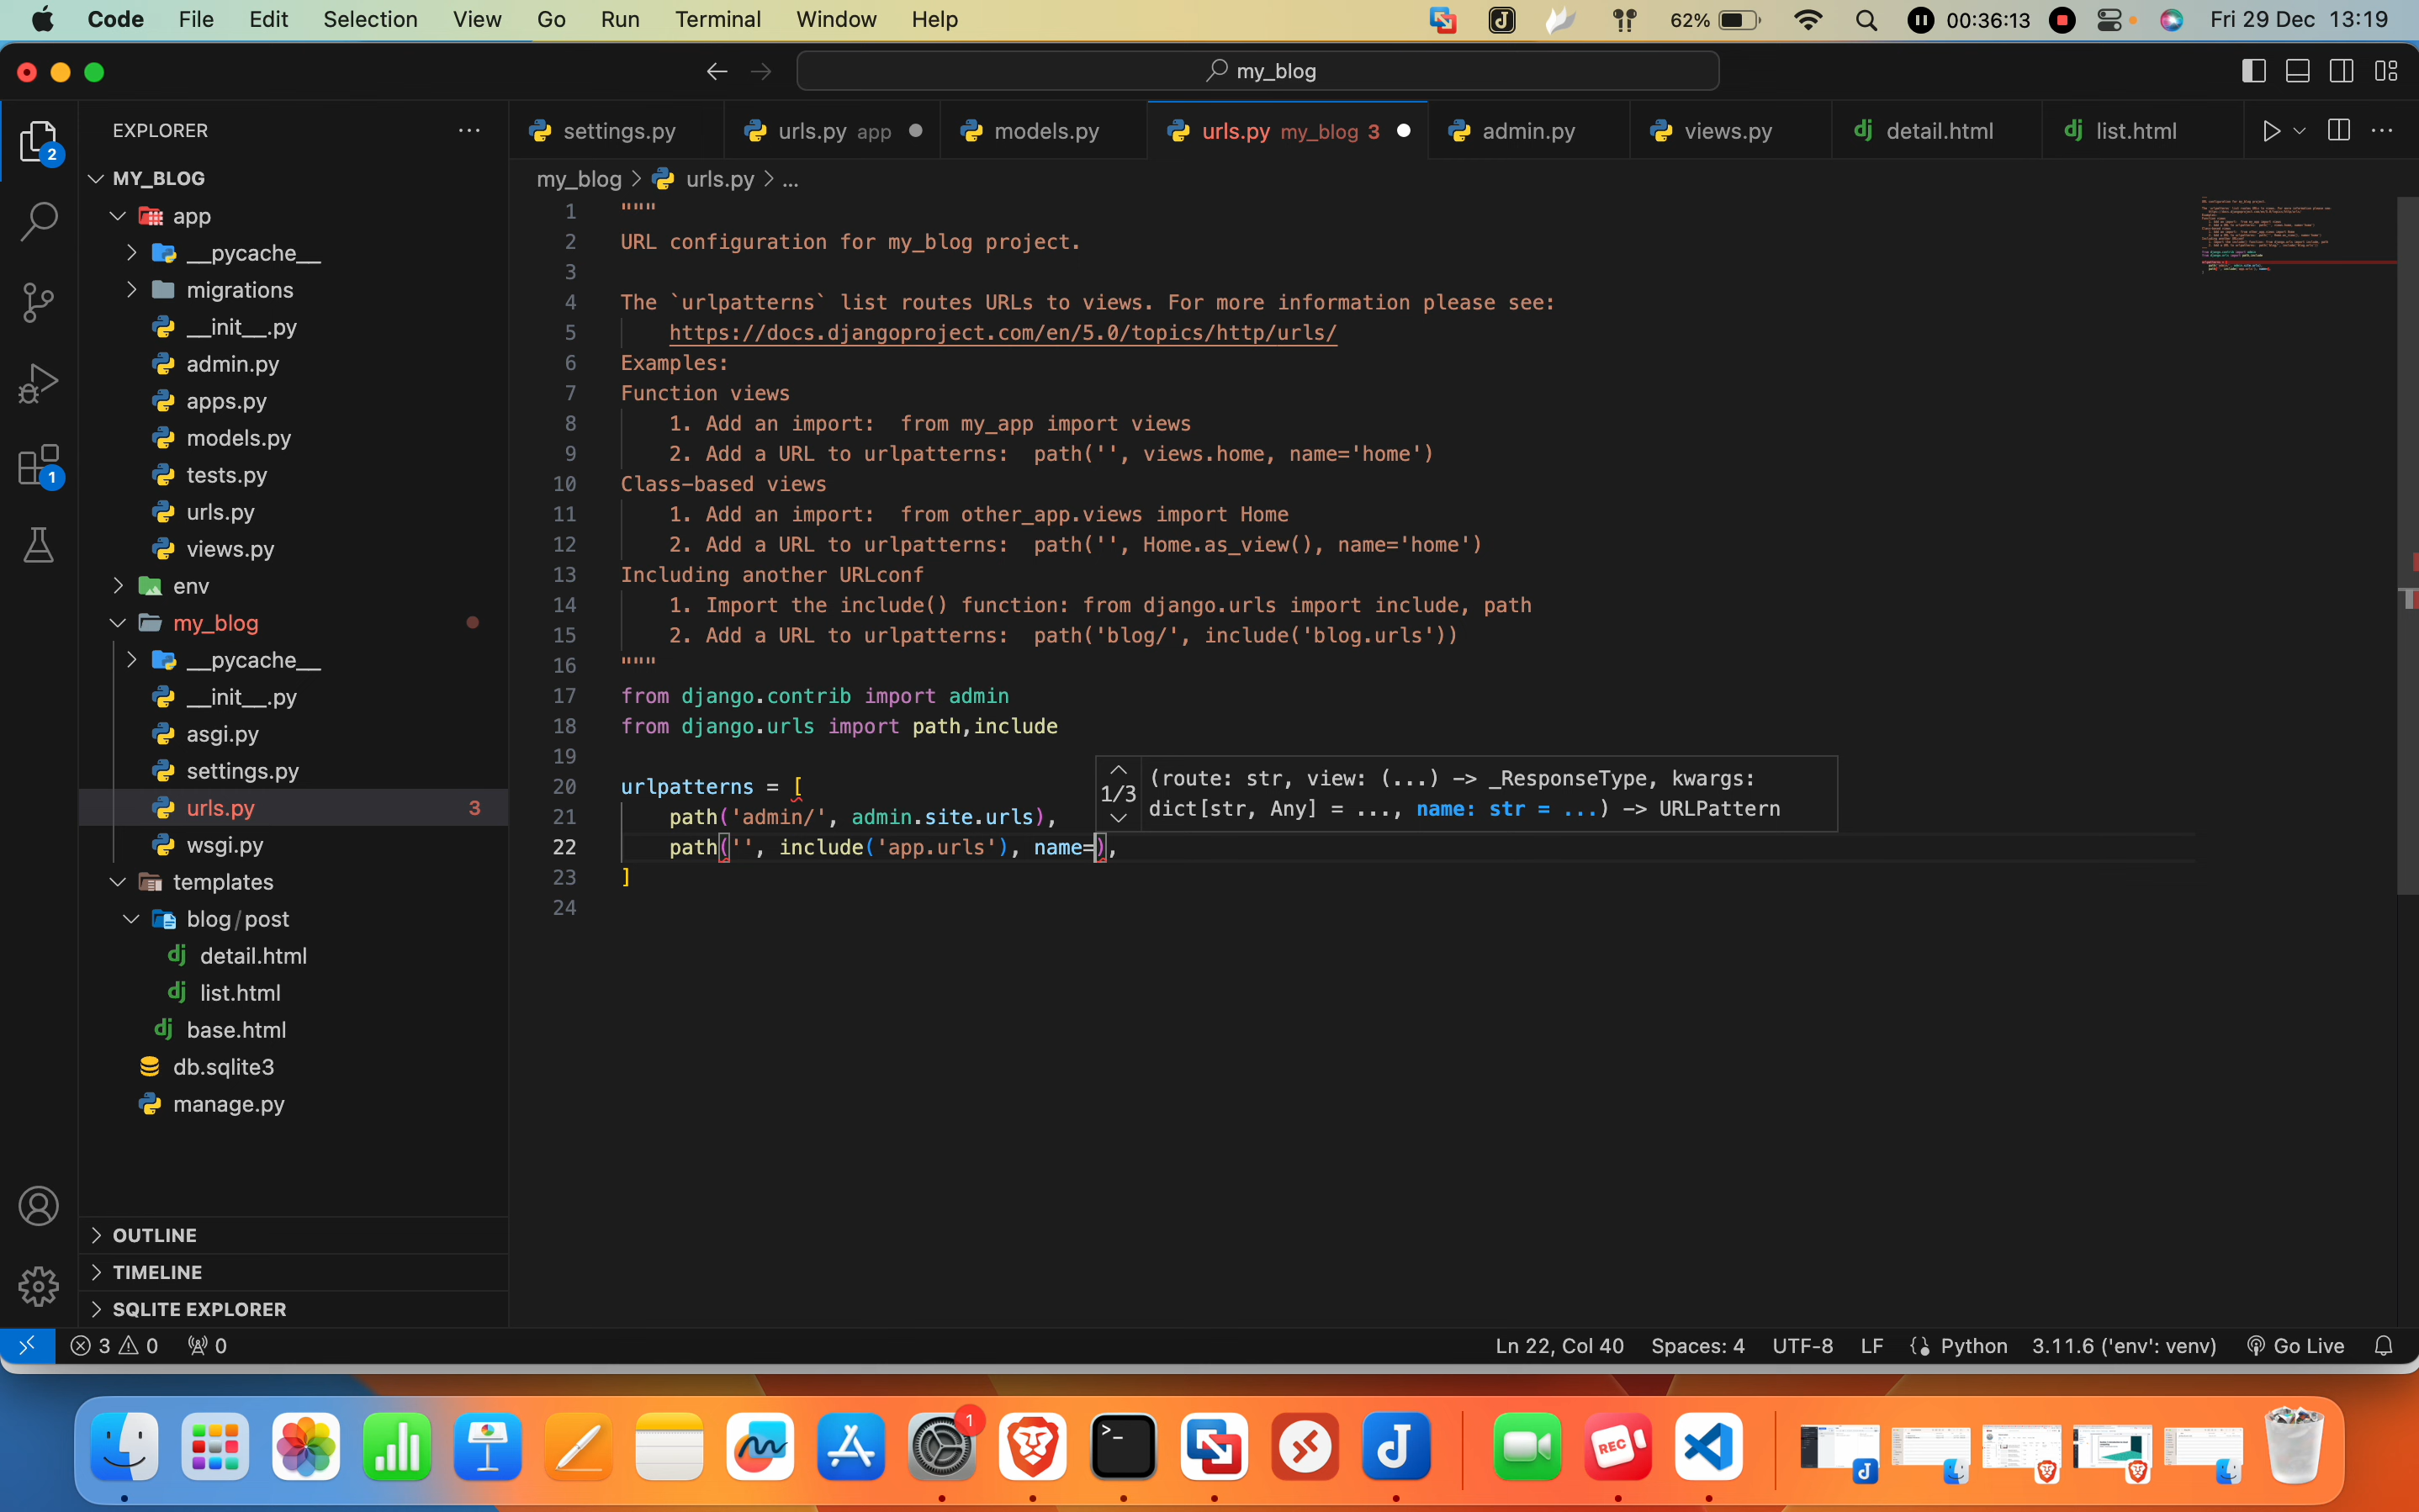 Code File Edit Selection View Go Run Terminal Window Help 62% 00:36:13 Fri 29 Dec 13:19
my_blog
EXPLORER
settings.py urls.py app models.py urls.py my_blog 3 admin.py views.py detail.html list.html
my_blog > urls.py > ...
2
1
MY_BLOG
app
__pycache__
migrations
__init__.py
admin.py
apps.py
models.py
tests.py
urls.py
views.py
env
my_blog
__pycache__
__init__.py
asgi.py
settings.py
urls.py 3
wsgi.py
templates
blog/post
detail.html
list.html
base.html
db.sqlite3
manage.py
OUTLINE
TIMELINE
SQLITE EXPLORER
1 """
2 URL configuration for my_blog project.
3
4 The `urlpatterns` list routes URLs to views. For more information please see:
5 https://docs.djangoproject.com/en/5.0/topics/http/urls/
6 Examples:
7 Function views
8 1. Add an import:  from my_app import views
9 2. Add a URL to urlpatterns:  path('', views.home, name='home')
10 Class-based views
11 1. Add an import:  from other_app.views import Home
12 2. Add a URL to urlpatterns:  path('', Home.as_view(), name='home')
13 Including another URLconf
14 1. Import the include() function: from django.urls import include, path
15 2. Add a URL to urlpatterns:  path('blog/', include('blog.urls'))
16 """
17 from django.contrib import admin
18 from django.urls import path,include
19
20 urlpatterns = [
21 path('admin/', admin.site.urls),
22 path('', include('app.urls'), name=),
23 ]
24
1/3 (route: str, view: (...) -> _ResponseType, kwargs:
dict[str, Any] = ..., name: str = ...) -> URLPattern
3 0 0 Ln 22, Col 40 Spaces: 4 UTF-8 LF Python 3.11.6 ('env': venv) Go Live
1
REC